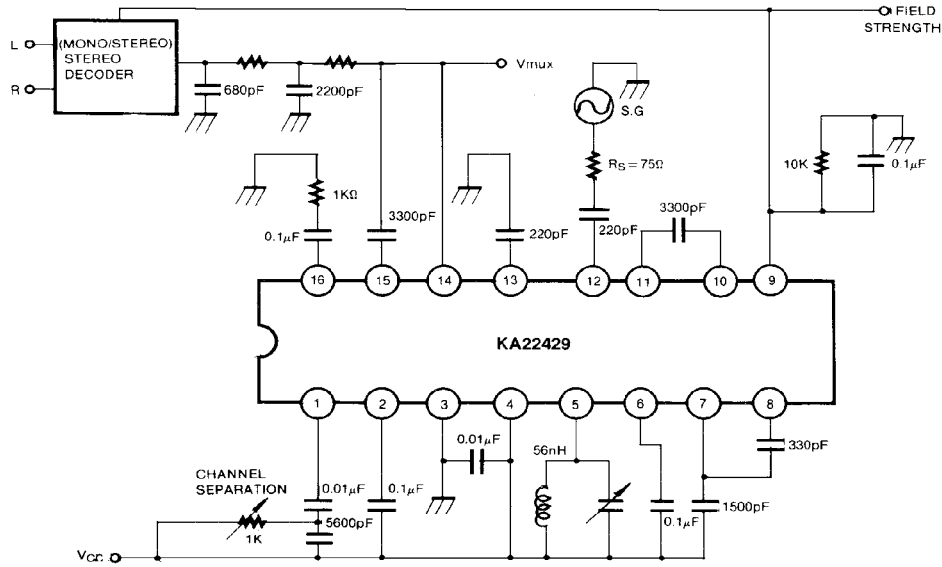 FiELD
STRENGTH
L
R
(MONO/STEREO)
STEREO
DECODER
Vmux
680pF
2200pF
S.G
RS=75Ω
10K
0.1μF
1KΩ
0.1μF
3300pF
220pF
220pF
3300pF
16
15
14
13
12
11
10
9
KA22429
1
2
3
4
5
6
7
8
CHANNEL
SEPARATION
1K
0.01μF
5600pF
0.1μF
0.01μF
56nH
0.1μF
1500pF
330pF
VCC